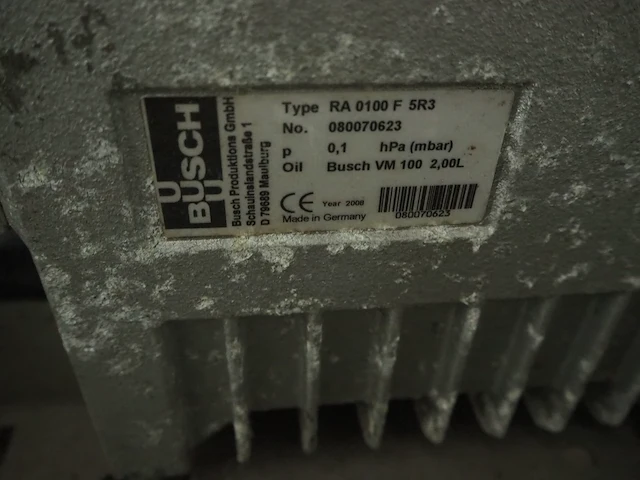 BUSCH
BUSCH
Busch Produktions GmbH
Schauinslandstraße 1
D 79689 Maulburg
Type RA 0100 F 5R3
No. 080070623
p 0,1 hPa (mbar)
Oil Busch VM 100 2,00L
CE Year 2008
Made in Germany
080070623